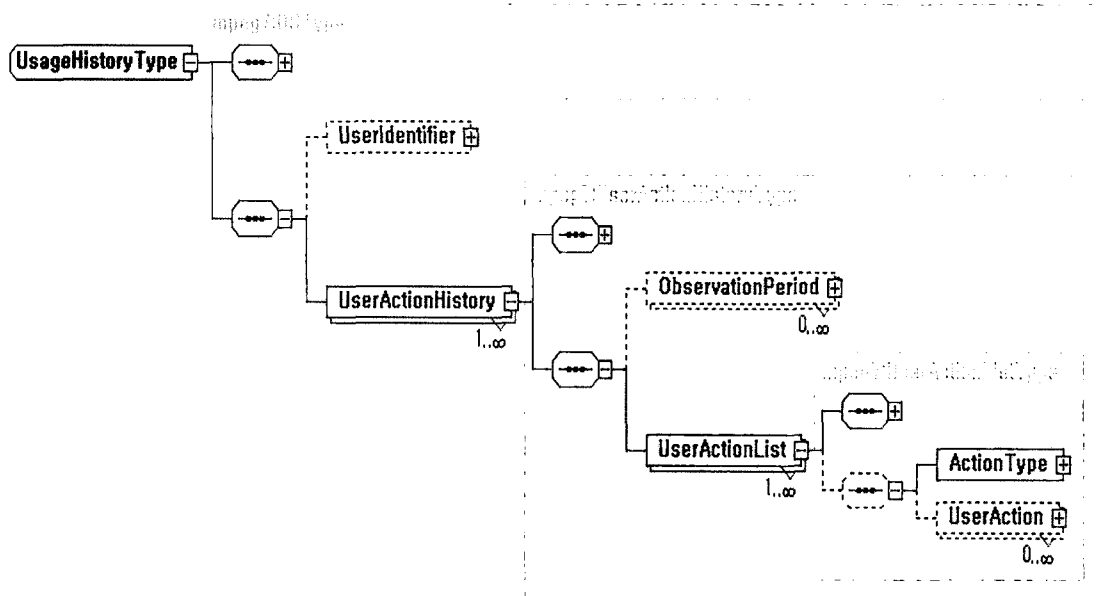 UsageHistoryType
UserIdentifier
UserActionHistory
1..∞
ObservationPeriod
0..∞
UserActionList
1..∞
ActionType
UserAction
0..∞